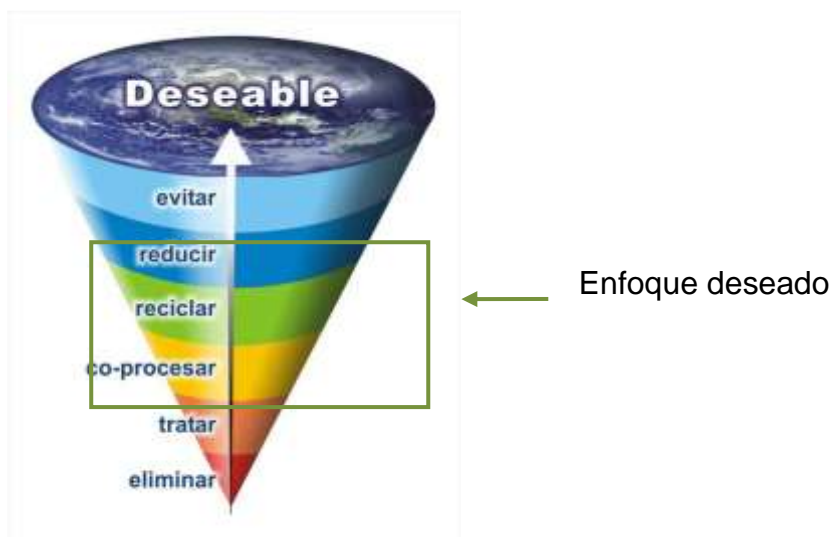 Deseable
evitar
reducir
Enfoque deseado
reciclar
co-procesar
tratar
eliminar